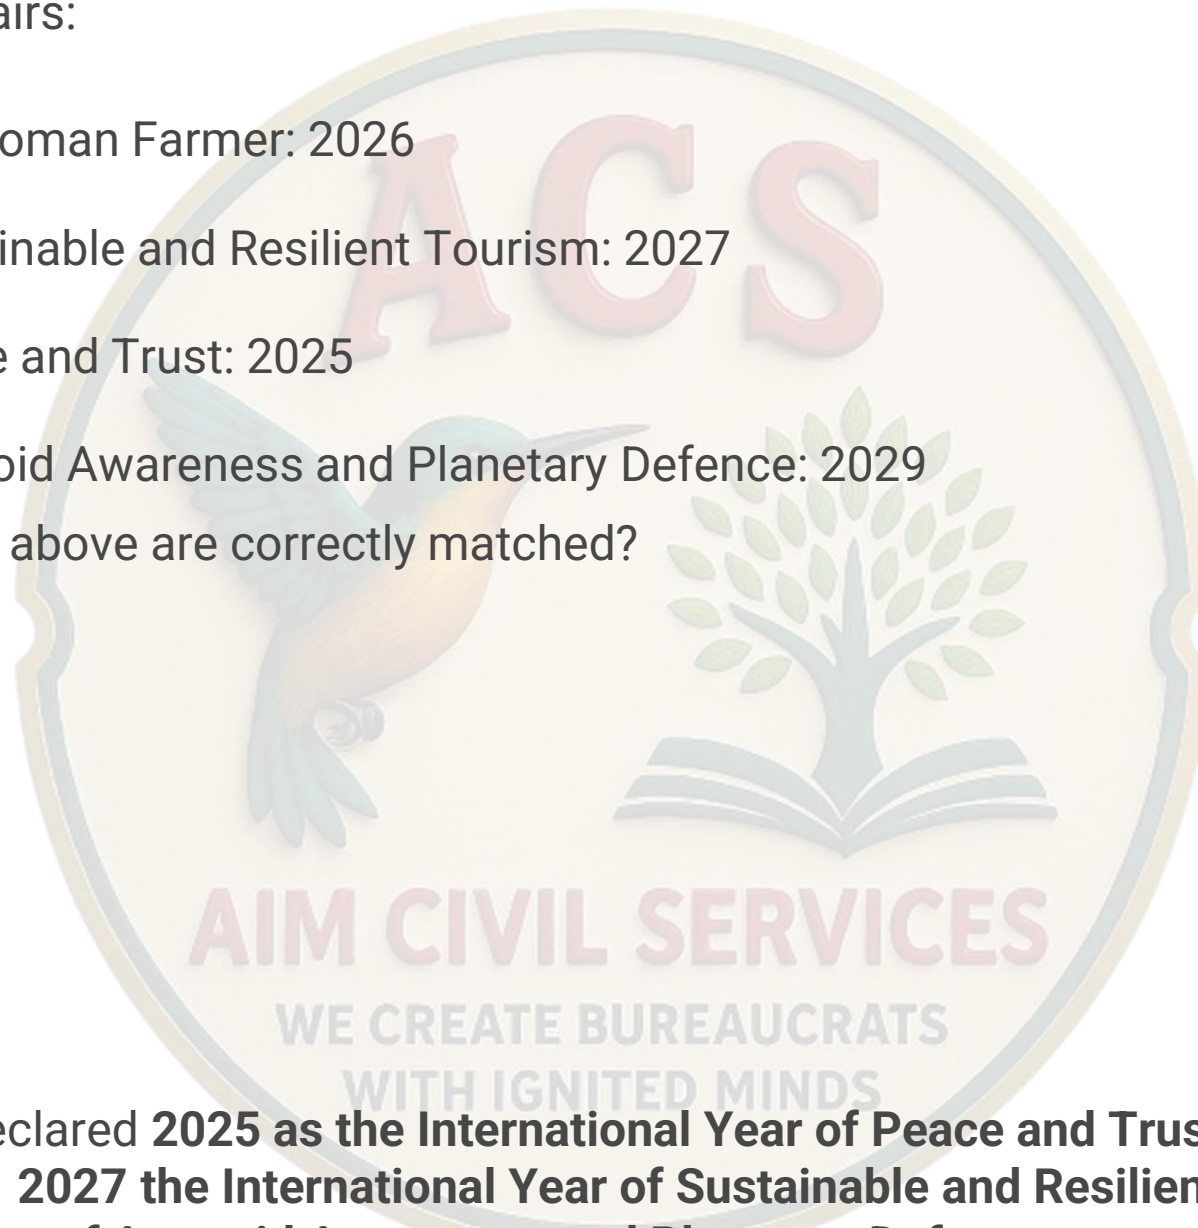 airs:
oman Farmer: 2026
inable and Resilient Tourism: 2027
e and Trust: 2025
oid Awareness and Planetary Defence: 2029
above are correctly matched?
ACS
AIM CIVIL SERVICES
WE CREATE BUREAUCRATS
WITH IGNITED MINDS
eclared 2025 as the International Year of Peace and Trus
2027 the International Year of Sustainable and Resilien